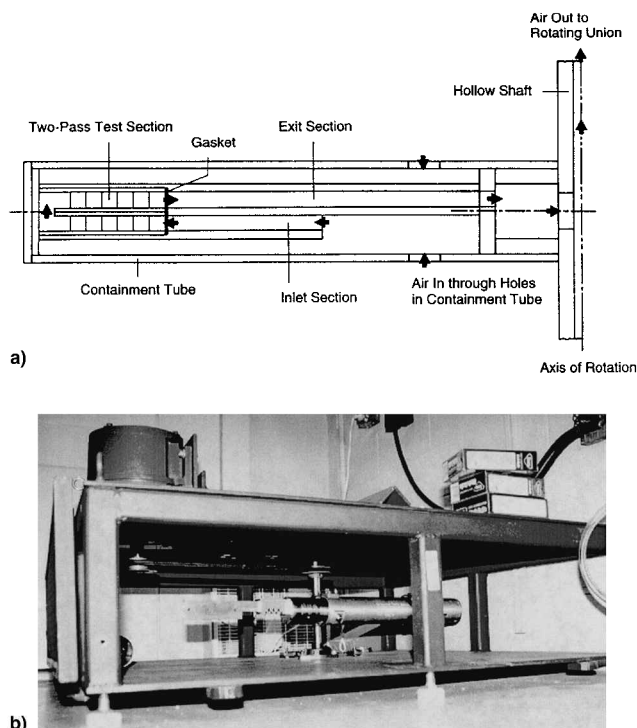 Air Out to
Rotating Union
Hollow Shaft
Two-Pass Test Section
Gasket
Exit Section
Containment Tube
Inlet Section
Air In through Holes
in Containment Tube
a)
Axis of Rotation
b)